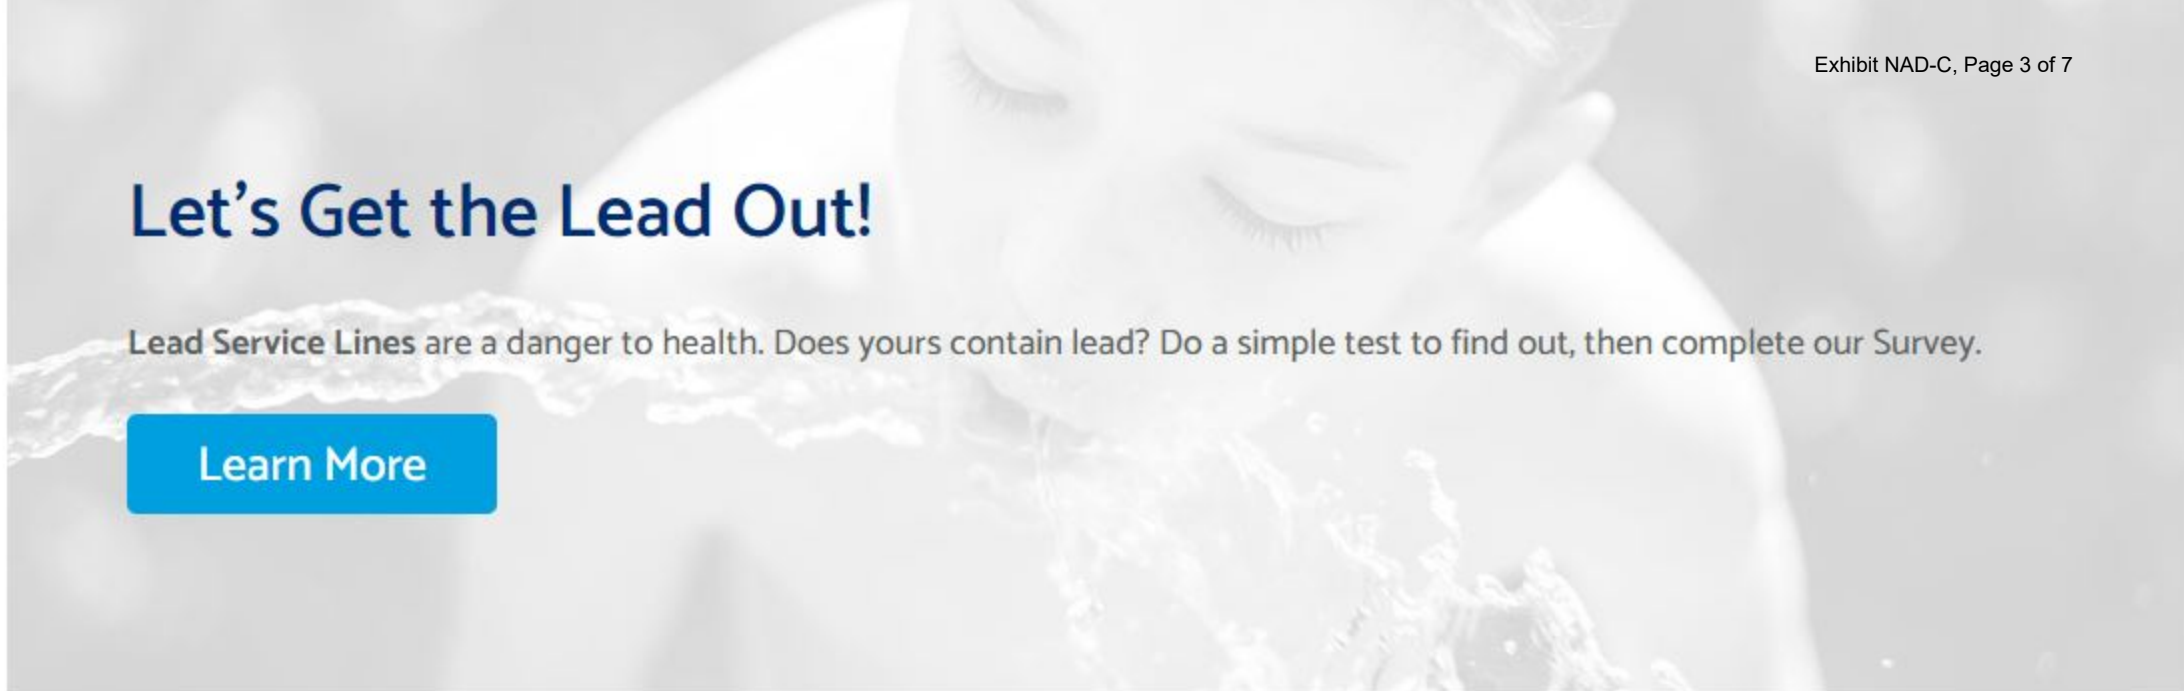 Exhibit NAD-C, Page 3 of 7
Let's Get the Lead Out!
Lead Service Lines are a danger to health. Does yours contain lead? Do a simple test to find out, then complete our Survey.
Learn More